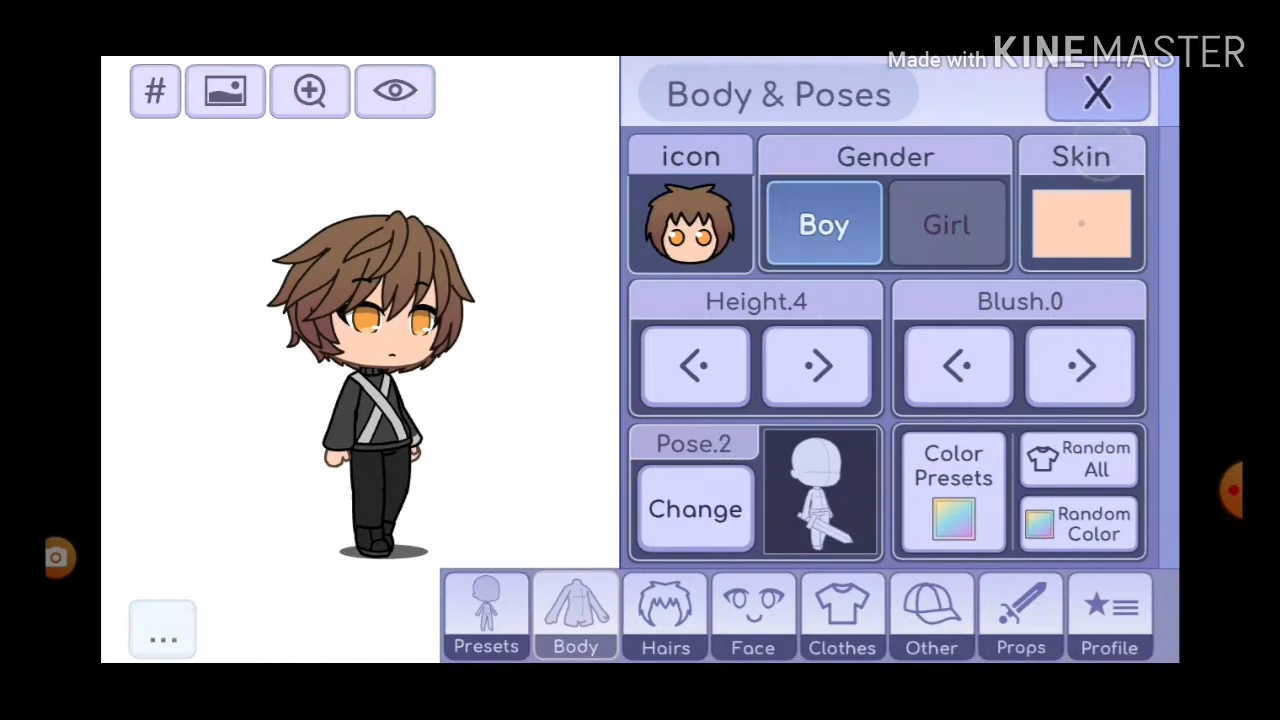 Made with KINEMASTER
#
Body & Poses
X
icon
Gender
Skin
Boy
Girl
Height.4
Blush.0
Pose.2
Change
Color
Presets
Random
All
Random
Color
...
Presets
Body
Hairs
Face
Clothes
Other
Props
Profile